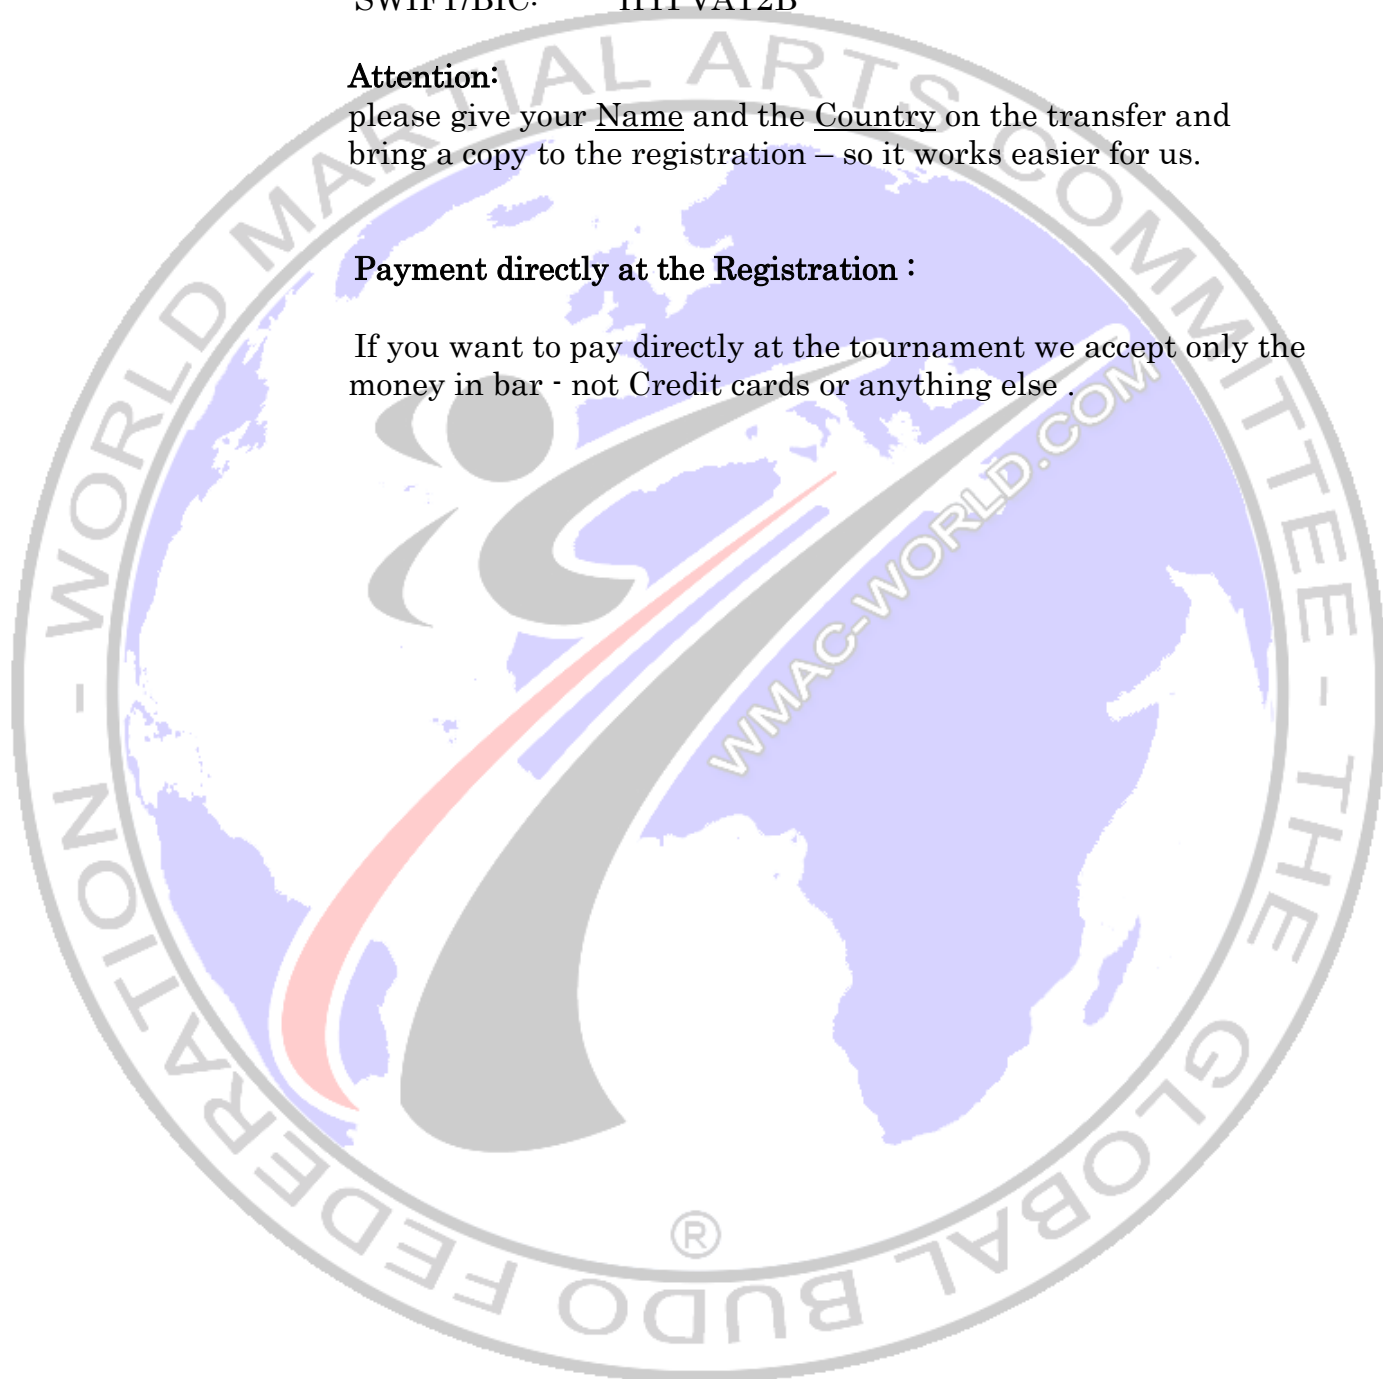 SWIFT/BIC:
Attention:
please give your Name and the Country on the transfer and
bring a copy to the registration – so it works easier for us.
Payment directly at the Registration :
If you want to pay directly at the tournament we accept only the
money in bar - not Credit cards or anything else .
WMAC-WORLD.COM
- WORLD MARTIAL ARTS COMMITTEE - THE GLOBAL BUDO FEDERATION
®